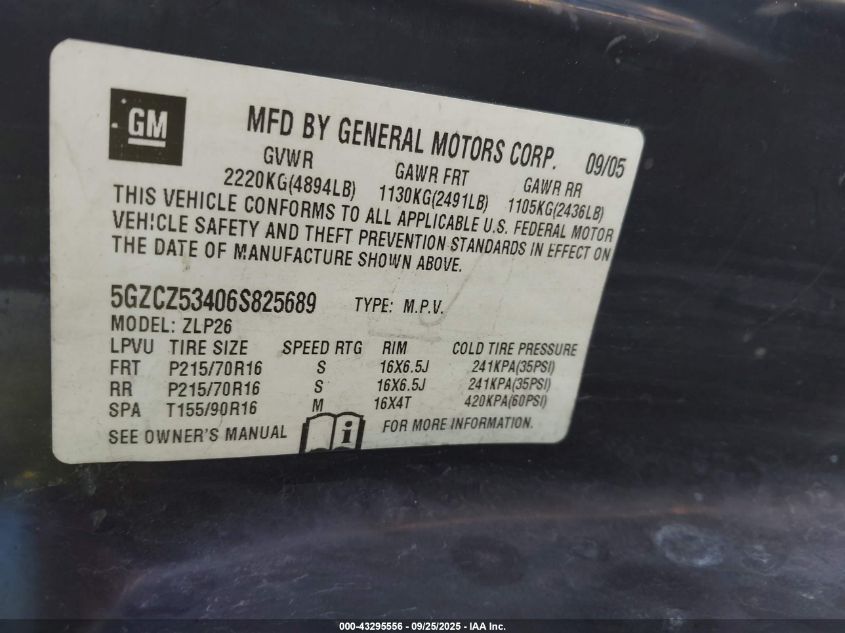 GM
MFD BY GENERAL MOTORS CORP. 09/05
GVWR GAWR FRT GAWR RR
2220KG(4894LB) 1130KG(2491LB) 1105KG(2436LB)
THIS VEHICLE CONFORMS TO ALL APPLICABLE U.S. FEDERAL MOTOR
VEHICLE SAFETY AND THEFT PREVENTION STANDARDS IN EFFECT ON
THE DATE OF MANUFACTURE SHOWN ABOVE.
5GZCZ53406S825689 TYPE: M.P.V.
MODEL: ZLP26
LPVU TIRE SIZE SPEED RTG RIM COLD TIRE PRESSURE
FRT P215/70R16 S 16X6.5J 241KPA(35PSI)
RR P215/70R16 S 16X6.5J 241KPA(35PSI)
SPA T155/90R16 M 16X4T 420KPA(60PSI)
SEE OWNER'S MANUAL i FOR MORE INFORMATION.
000-43295556 - 09/25/2025 - IAA Inc.